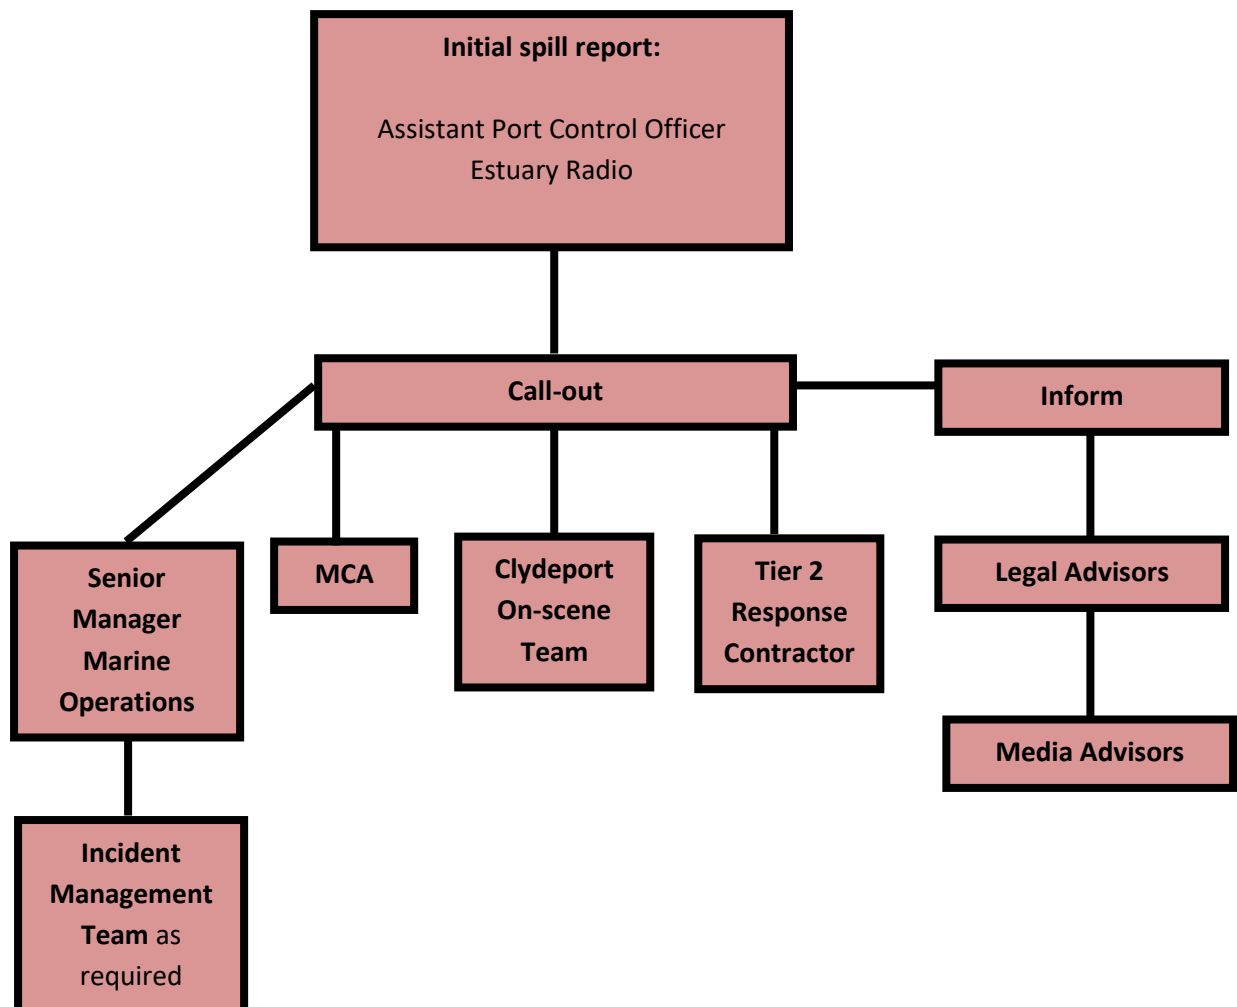 Initial spill report:
Assistant Port Control Officer
Estuary Radio
Call-out
Inform
Senior
Manager
Marine
Operations
MCA
Clydeport
On-scene
Team
Tier 2
Response
Contractor
Legal Advisors
Media Advisors
Incident
Management
Team as
required